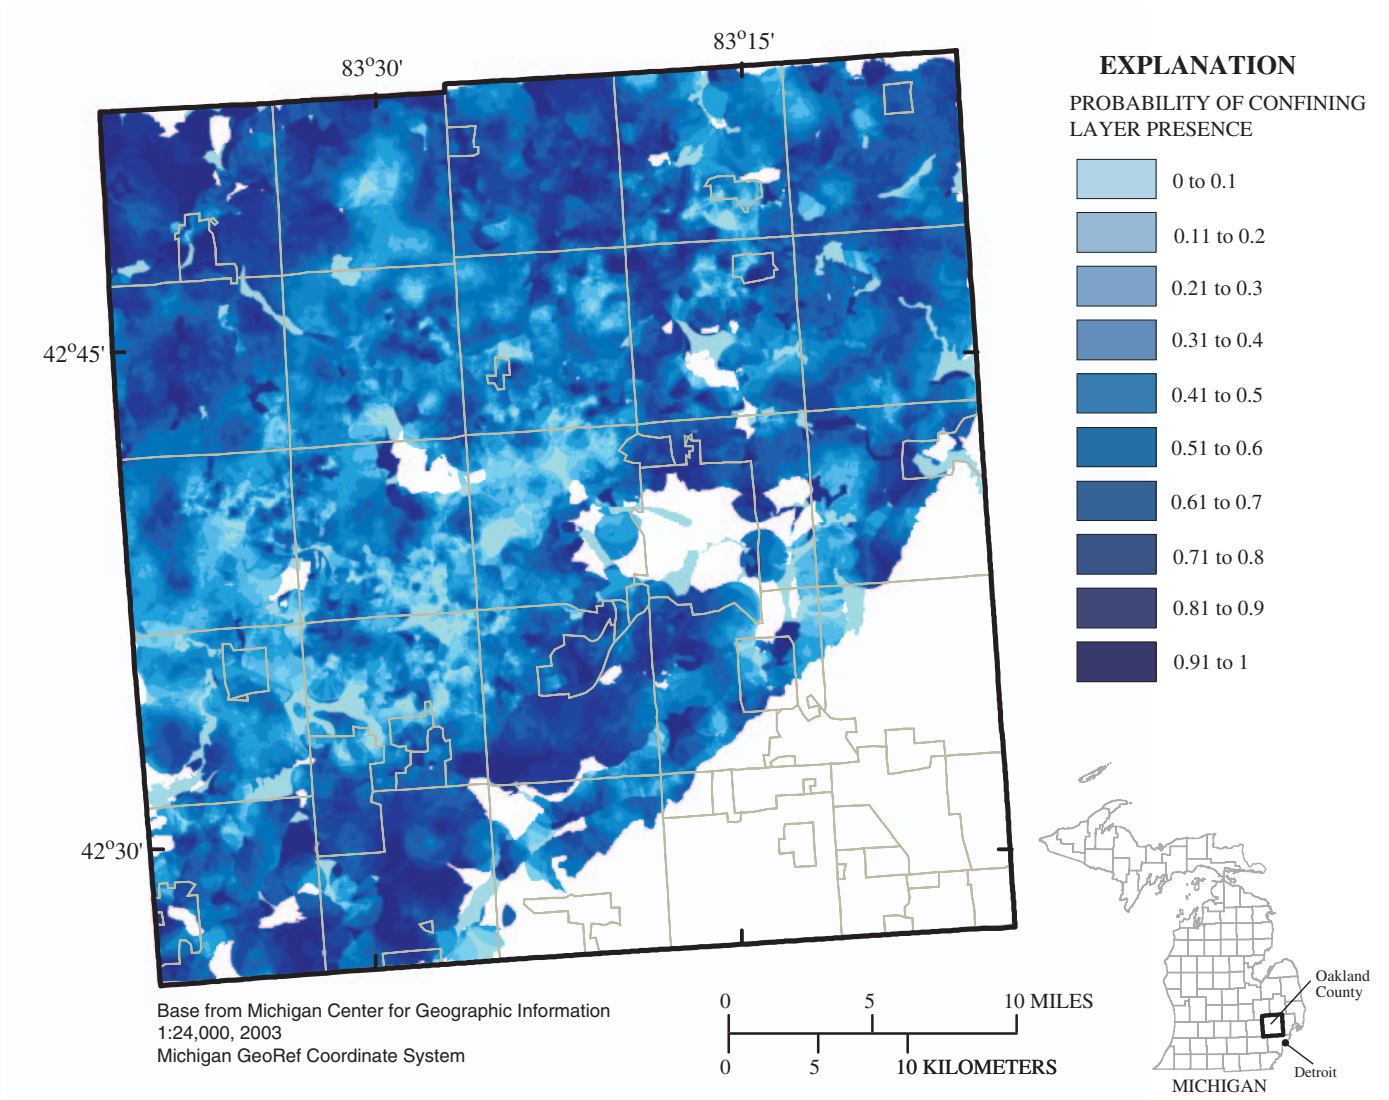 83°30'
83°15'
42°45'
42°30'
EXPLANATION
PROBABILITY OF CONFINING
LAYER PRESENCE
0 to 0.1
0.11 to 0.2
0.21 to 0.3
0.31 to 0.4
0.41 to 0.5
0.51 to 0.6
0.61 to 0.7
0.71 to 0.8
0.81 to 0.9
0.91 to 1
Base from Michigan Center for Geographic Information
1:24,000, 2003
Michigan GeoRef Coordinate System
0 5 10 MILES
0 5 10 KILOMETERS
Oakland
County
Detroit
MICHIGAN